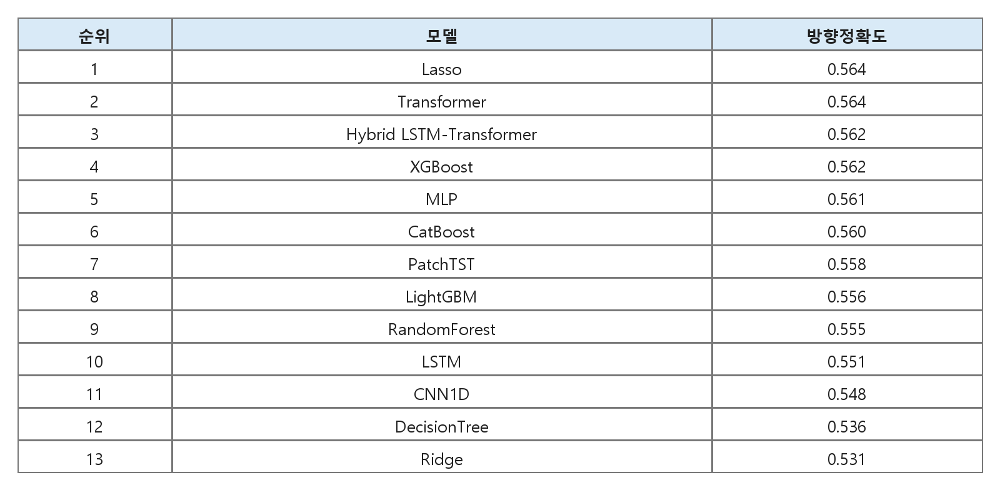 순위 모델 방향정확도
1 Lasso 0.564
2 Transformer 0.564
3 Hybrid LSTM-Transformer 0.562
4 XGBoost 0.562
5 MLP 0.561
6 CatBoost 0.560
7 PatchTST 0.558
8 LightGBM 0.556
9 RandomForest 0.555
10 LSTM 0.551
11 CNN1D 0.548
12 DecisionTree 0.536
13 Ridge 0.531